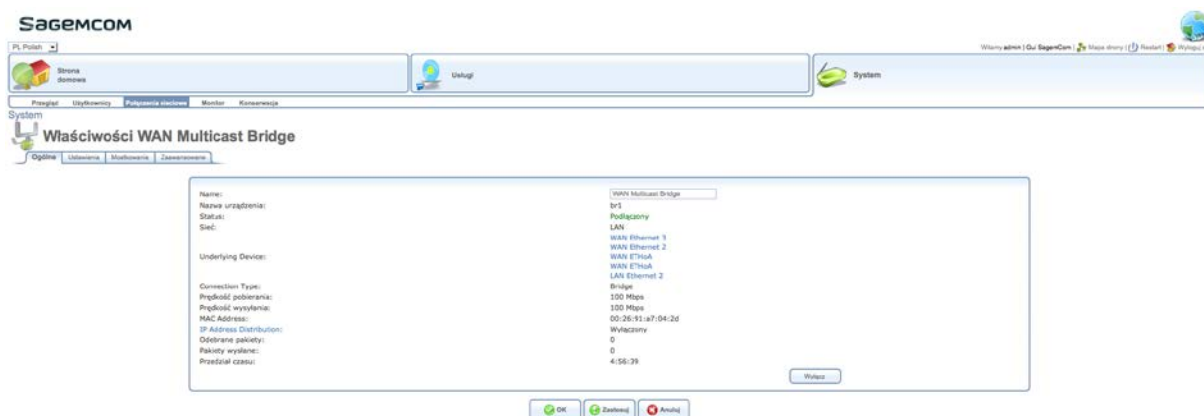 SAGEMCOM
PL Polish
Witamy admin | Gui SagemCom | Mapa strony | Restart | Wyloguj
Strona domowa
Usługi
System
Przegląd Użytkownicy Połączenia sieciowe Monitor Konserwacja
System
Właściwości WAN Multicast Bridge
Ogólne Ustawienia Mostkowanie Zaawansowane
Name: WAN Multicast Bridge
Nazwa urządzenia: br1
Status: Podłączony
Sieć: LAN
Underlying Device: WAN Ethernet 3
WAN Ethernet 2
WAN ETHoA
WAN ETHoA
LAN Ethernet 2
Connection Type: Bridge
Prędkość pobierania: 100 Mbps
Prędkość wysyłania: 100 Mbps
MAC Address: 00:26:91:a7:04:2d
IP Address Distribution: Wyłączony
Odebrane pakiety: 0
Pakiety wysłane: 0
Przedział czasu: 4:56:39
Wyłącz
OK Zastosuj Anuluj